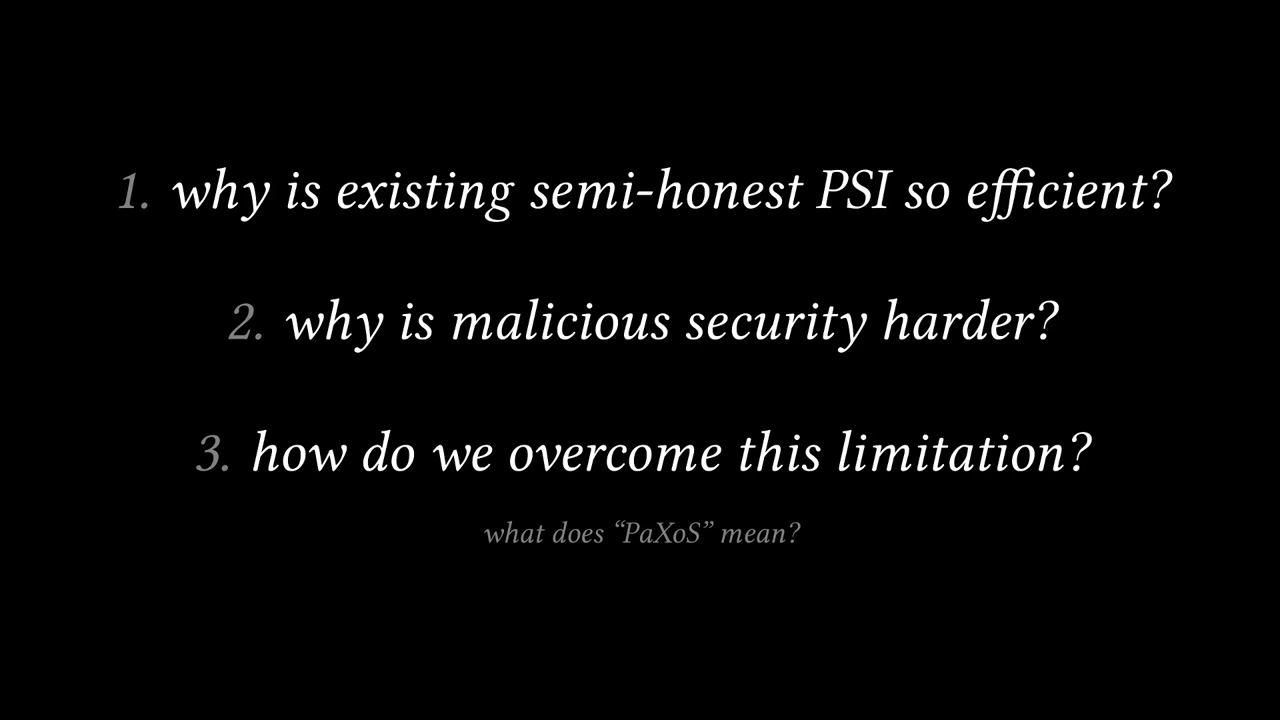 1. why is existing semi-honest PSI so efficient?
2. why is malicious security harder?
3. how do we overcome this limitation?
what does “PaXoS” mean?